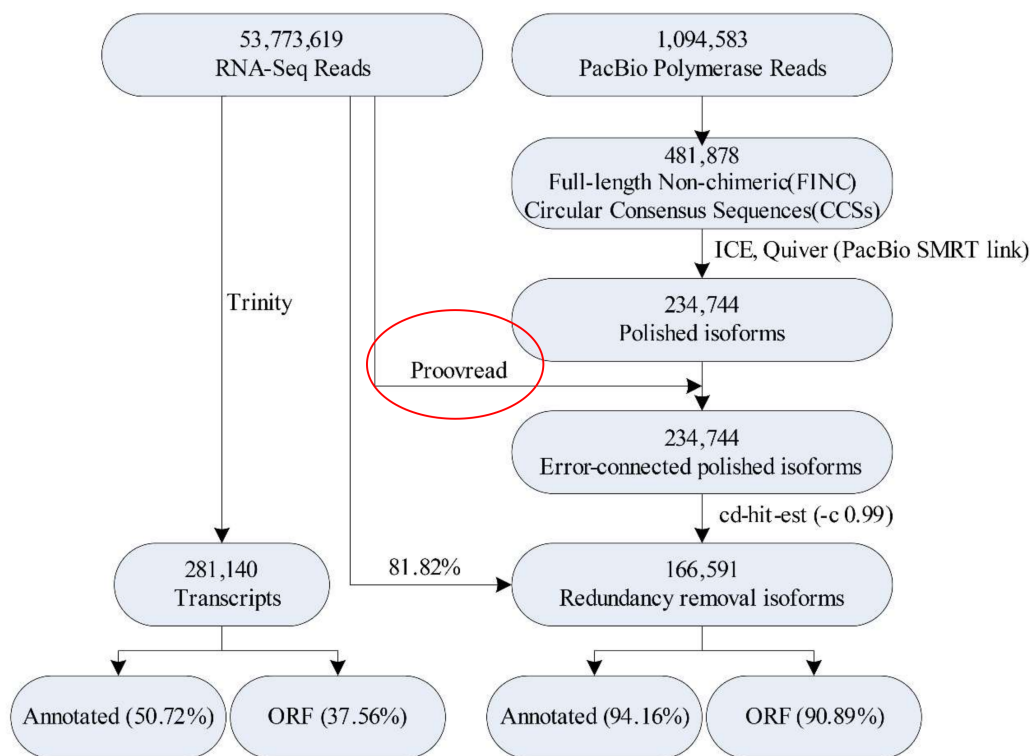 53,773,619
RNA-Seq Reads
1,094,583
PacBio Polymerase Reads
481,878
Full-length Non-chimeric(FINC)
Circular Consensus Sequences(CCSs)
ICE, Quiver (PacBio SMRT link)
Trinity
234,744
Polished isoforms
Proovread
234,744
Error-connected polished isoforms
cd-hit-est (-c 0.99)
281,140
Transcripts
81.82%
166,591
Redundancy removal isoforms
Annotated (50.72%)
ORF (37.56%)
Annotated (94.16%)
ORF (90.89%)